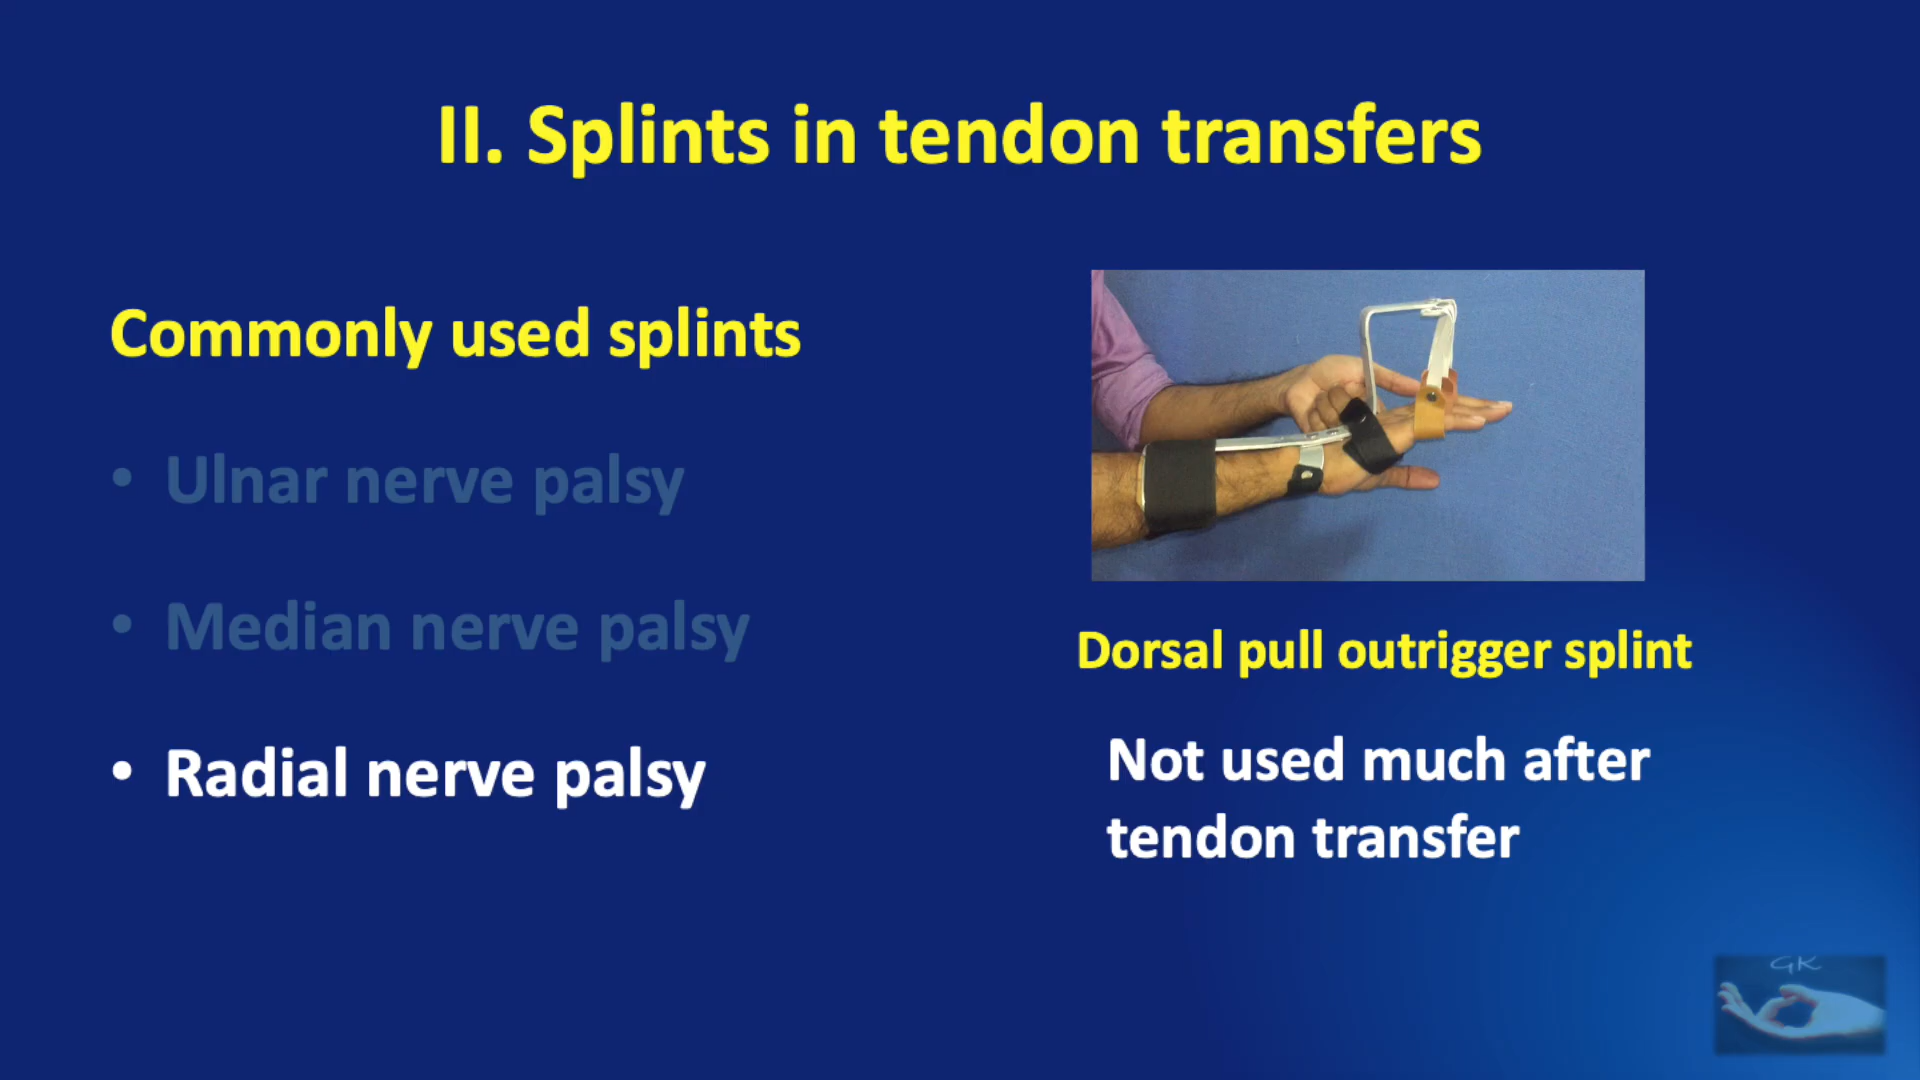 II. Splints in tendon transfers
Commonly used splints
• Ulnar nerve palsy
• Median nerve palsy
• Radial nerve palsy
Dorsal pull outrigger splint
Not used much after
tendon transfer
GK